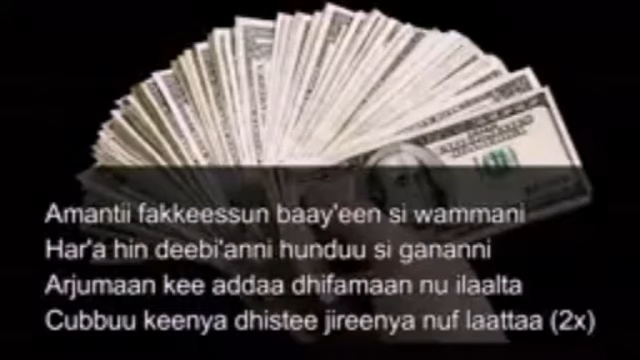 Amantii fakkeessun baay'een si wammani
Har'a hin deebi'anni hunduu si gananni
Arjumaan kee addaa dhifamaan nu ilaalta
Cubbuu keenya dhistee jireenya nuf laattaa (2x)